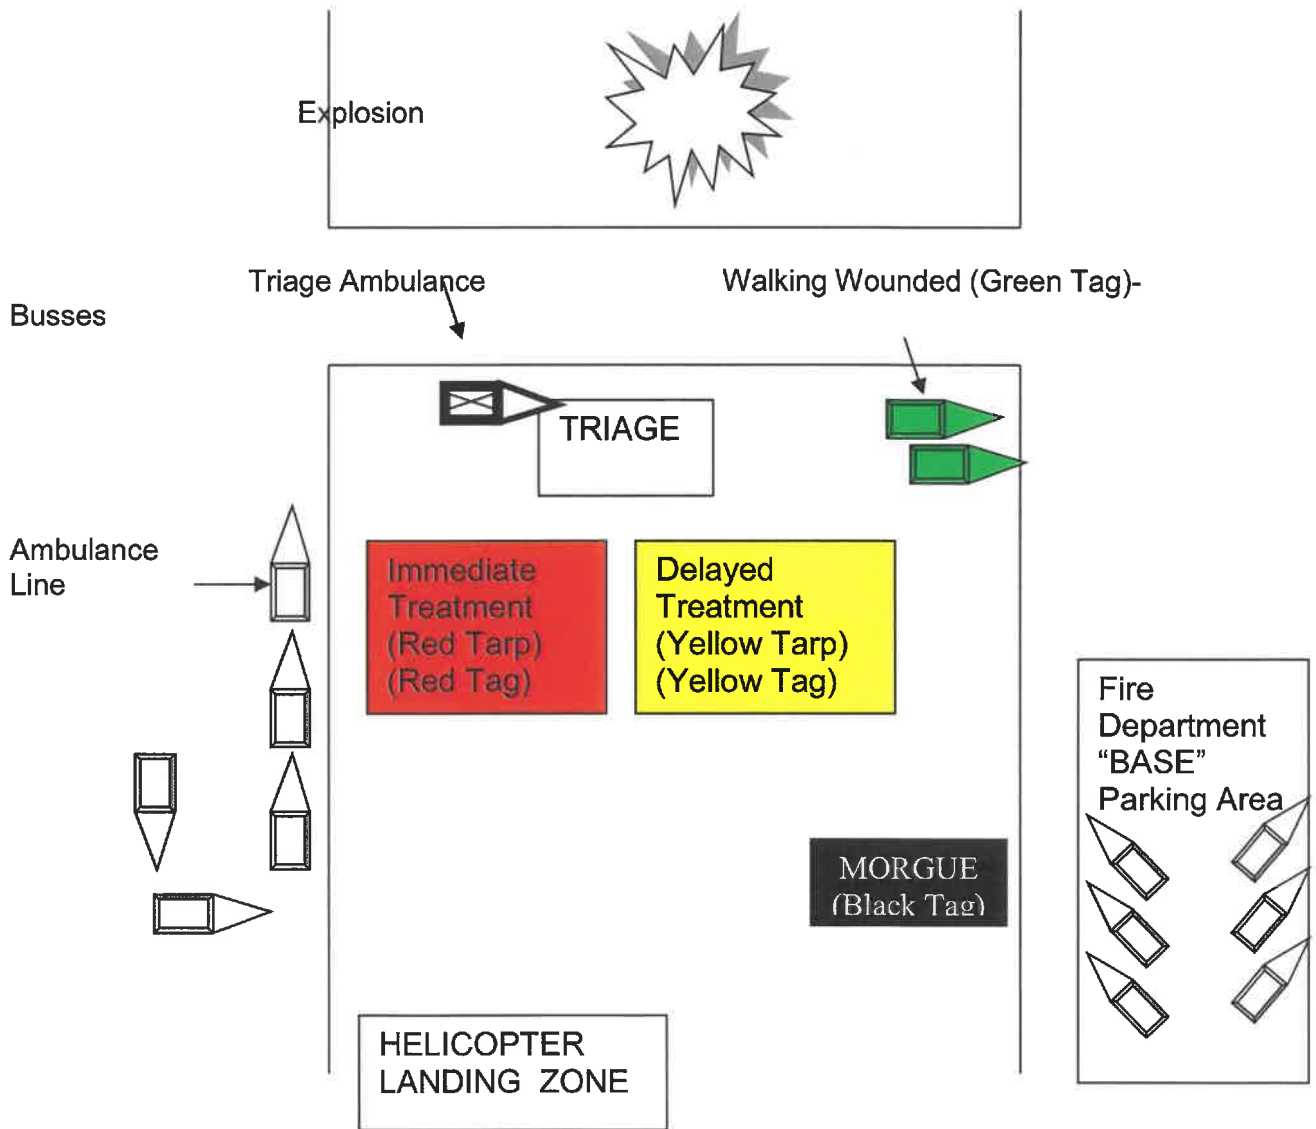 Explosion
Triage Ambulance
Walking Wounded (Green Tag)-
Busses
TRIAGE
Ambulance
Line
Immediate
Treatment
(Red Tarp)
(Red Tag)
Delayed
Treatment
(Yellow Tarp)
(Yellow Tag)
Fire
Department
“BASE”
Parking Area
MORGUE
(Black Tag)
HELICOPTER
LANDING ZONE